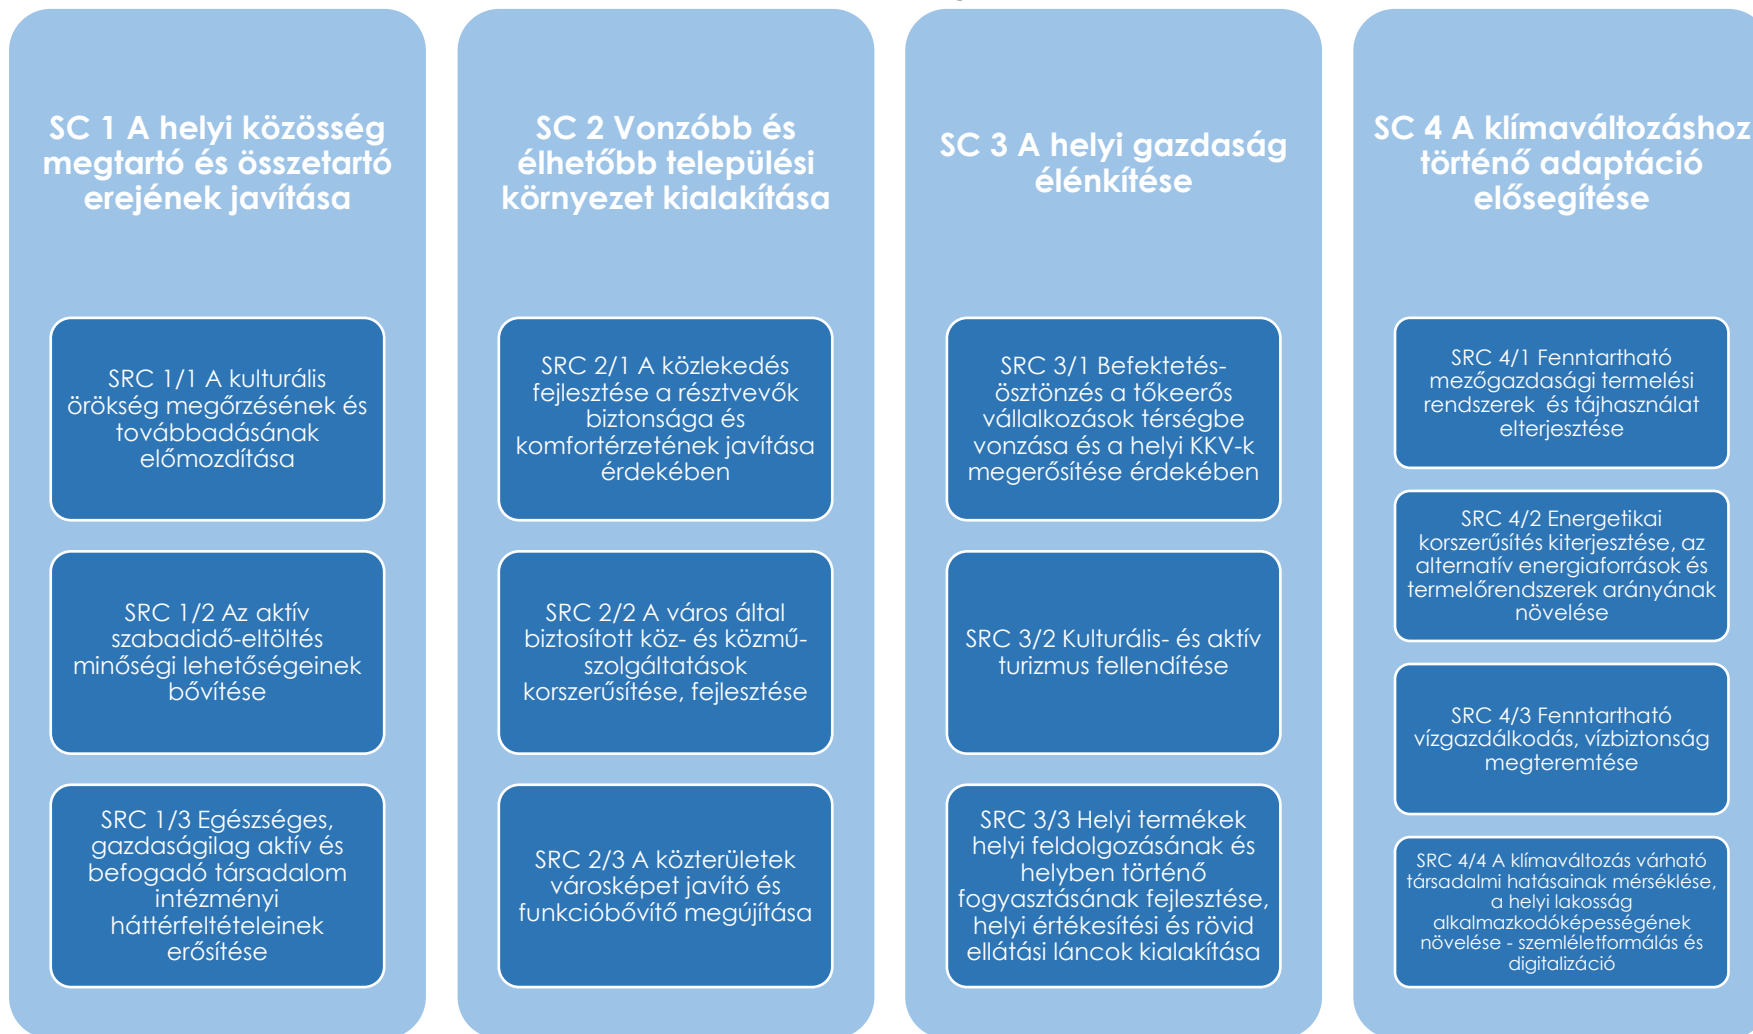 SC 1 A helyi közösség
megtartó és összetartó
erejének javítása
SRC 1/1 A kulturális
örökség megőrzésének és
továbbadásának
előmozdítása
SRC 1/2 Az aktív
szabadidő-eltöltés
minőségi lehetőségeinek
bővítése
SRC 1/3 Egészséges,
gazdaságilag aktív és
befogadó társadalom
intézményi
háttérfeltételeinek
erősítése
SC 2 Vonzóbb és
élhetőbb települési
környezet kialakítása
SRC 2/1 A közlekedés
fejlesztése a résztvevők
biztonsága és
komfortérzetének javítása
érdekében
SRC 2/2 A város által
biztosított köz- és közmű-
szolgáltatások
korszerűsítése, fejlesztése
SRC 2/3 A közterületek
városképet javító és
funkcióbővítő megújítása
SC 3 A helyi gazdaság
élénkítése
SRC 3/1 Befektetés-
ösztönzés a tőkeerős
vállalkozások térségbe
vonzása és a helyi KKV-k
megerősítése érdekében
SRC 3/2 Kulturális- és aktív
turizmus fellendítése
SRC 3/3 Helyi termékek
helyi feldolgozásának és
helyben történő
fogyasztásának fejlesztése,
helyi értékesítési és rövid
ellátási láncok kialakítása
SC 4 A klímaváltozáshoz
történő adaptáció
elősegítése
SRC 4/1 Fenntartható
mezőgazdasági termelési
rendszerek és tájhasználat
elterjesztése
SRC 4/2 Energetikai
korszerűsítés kiterjesztése, az
alternatív energiaforrások és
termelőrendszerek arányának
növelése
SRC 4/3 Fenntartható
vízgazdálkodás, vízbiztonság
megteremtése
SRC 4/4 A klímaváltozás várható
társadalmi hatásainak mérséklése,
a helyi lakosság
alkalmazkodóképességének
növelése - szemléletformálás és
digitalizáció